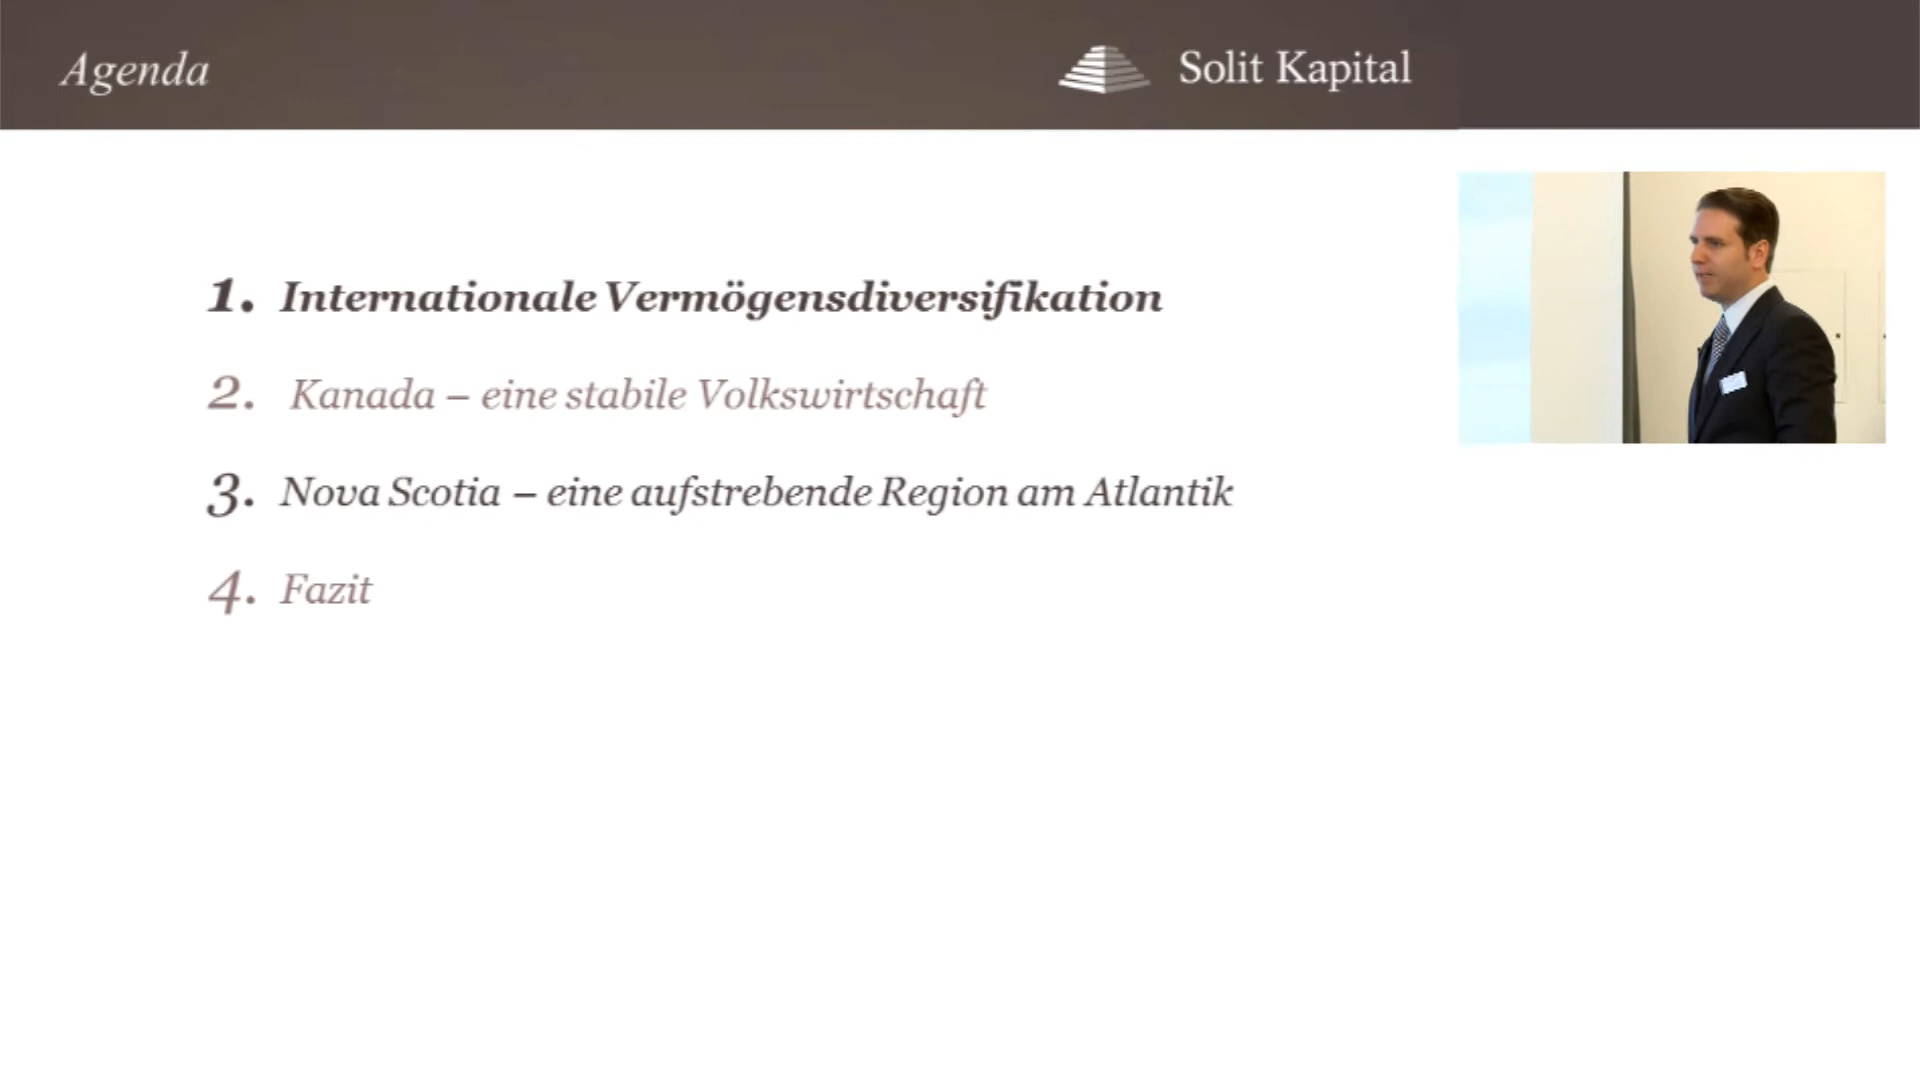 Agenda
Solit Kapital
1. Internationale Vermögensdiversifikation
2. Kanada – eine stabile Volkswirtschaft
3. Nova Scotia – eine aufstrebende Region am Atlantik
4. Fazit